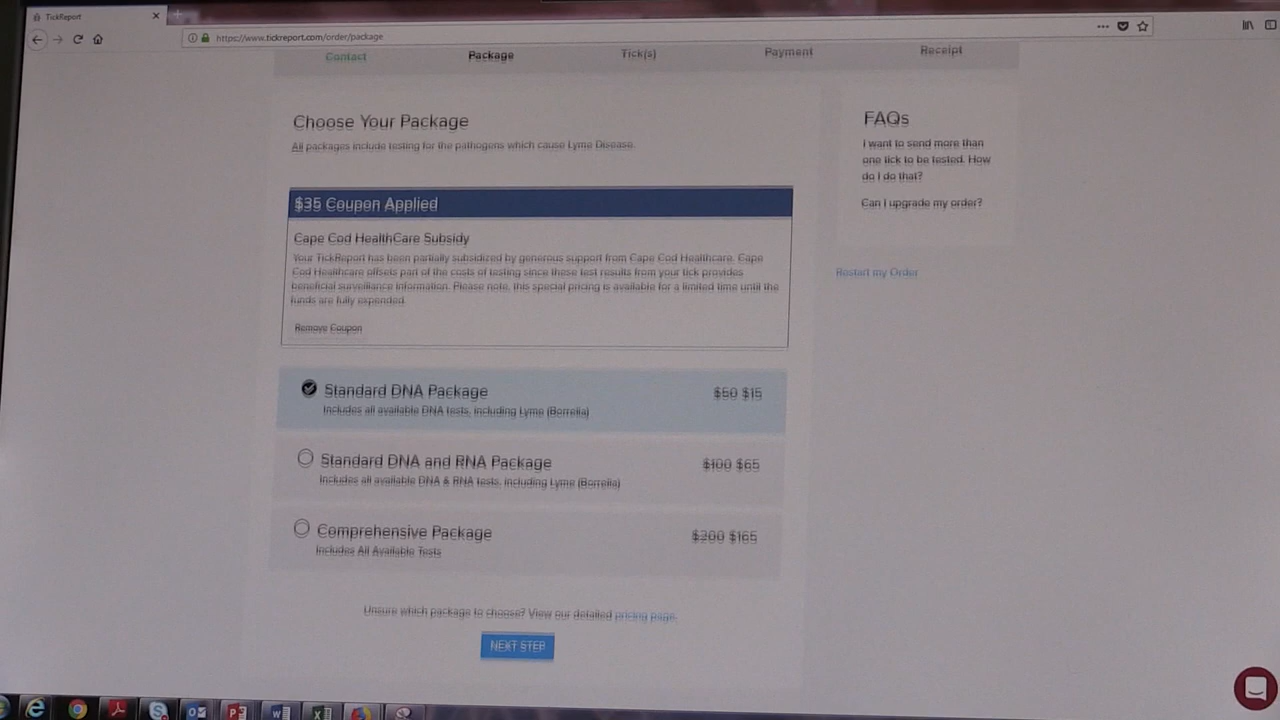 TickReport
https://www.tickreport.com/order/package
Contact Package Tick(s) Payment Receipt
Choose Your Package
All packages include testing for the pathogens which cause Lyme Disease.
$35 Coupon Applied
Cape Cod HealthCare Subsidy
Your TickReport has been partially subsidized by generous support from Cape Cod Healthcare. Cape
Cod Healthcare offsets part of the costs of testing since these test results from your tick provides
beneficial surveillance information. Please note, this special pricing is available for a limited time until the
funds are fully expended.
Remove Coupon
Standard DNA Package $50 $15
Includes all available DNA tests, including Lyme (Borrelia)
Standard DNA and RNA Package $100 $65
Includes all available DNA & RNA tests, including Lyme (Borrelia)
Comprehensive Package $200 $165
Includes All Available Tests
Unsure which package to choose? View our detailed pricing page.
NEXT STEP
FAQs
I want to send more than
one tick to be tested. How
do I do that?
Can I upgrade my order?
Restart my Order